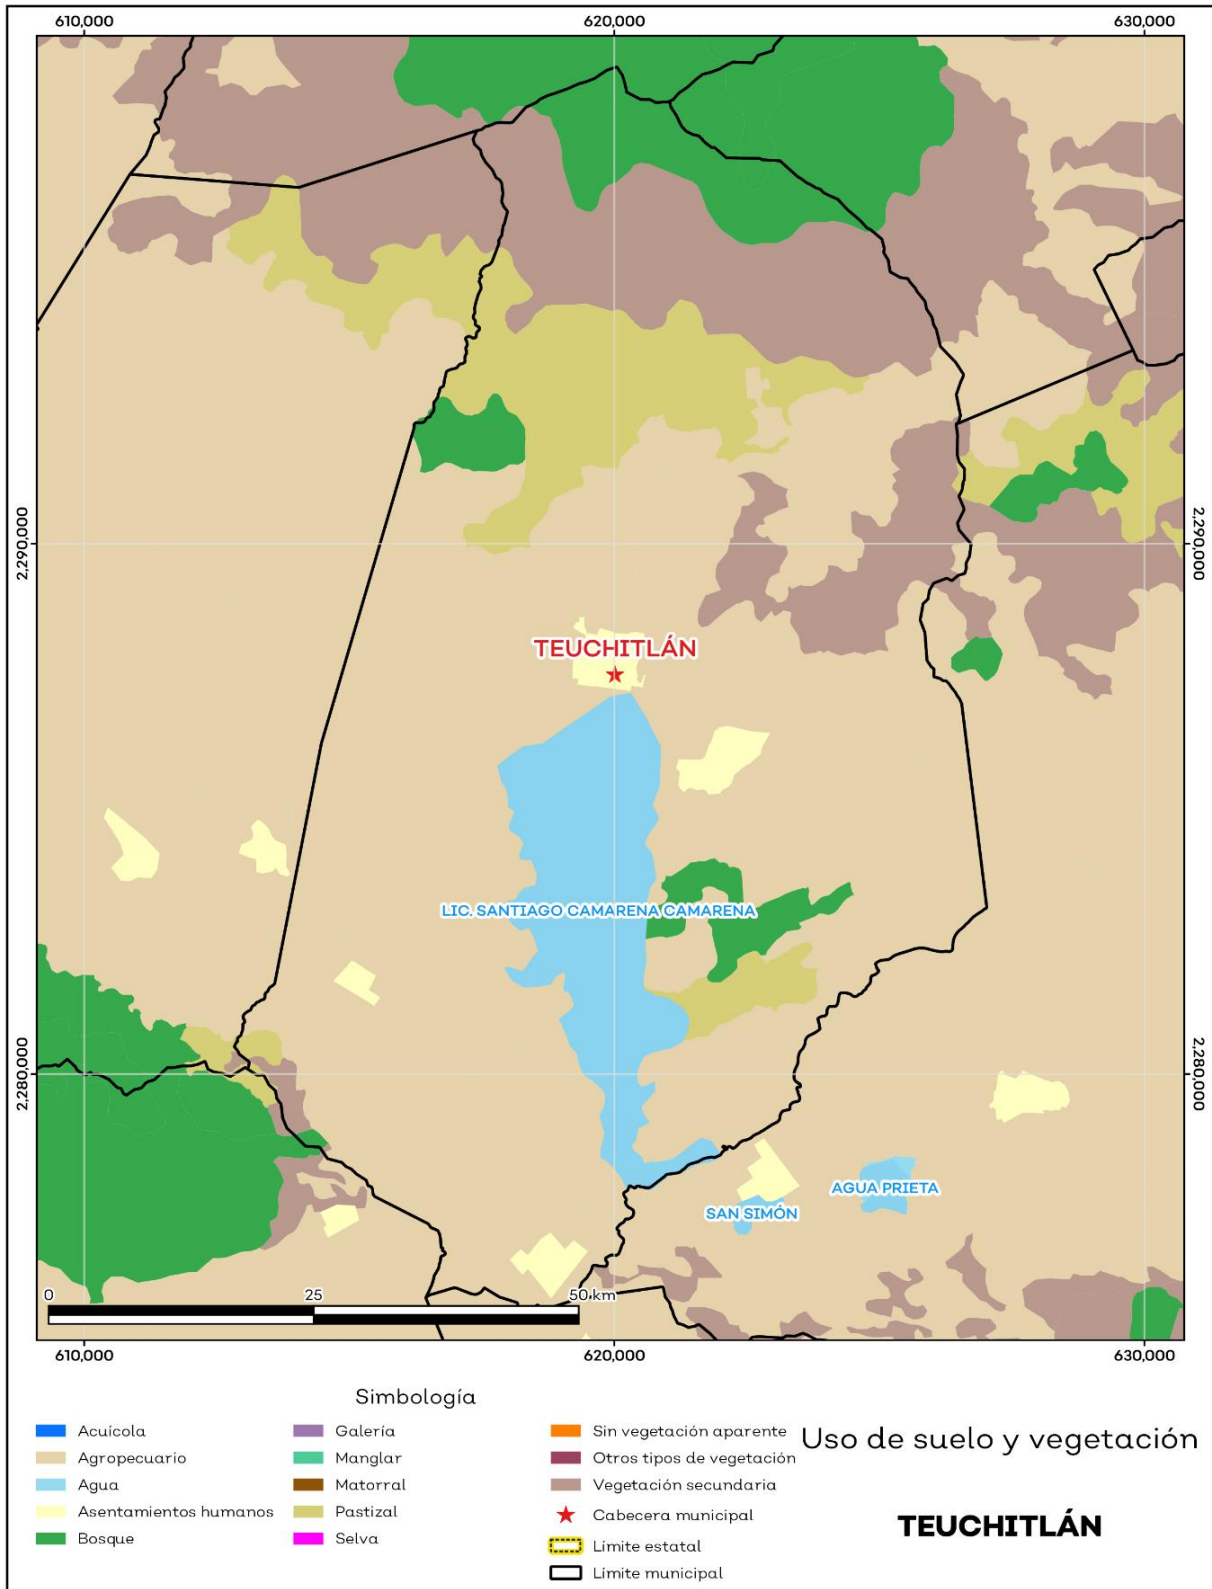 610,000
620,000
630,000
2,290,000
2,290,000
TEUCHITLÁN
LIC. SANTIAGO CAMARENA CAMARENA
2,280,000
2,280,000
AGUA PRIETA
SAN SIMÓN
0
25
50 km
610,000
620,000
630,000
Simbología
Acuícola
Agropecuario
Agua
Asentamientos humanos
Bosque
Galería
Manglar
Matorral
Pastizal
Selva
Sin vegetación aparente
Otros tipos de vegetación
Vegetación secundaria
Cabecera municipal
Límite estatal
Límite municipal
Uso de suelo y vegetación
TEUCHITLÁN